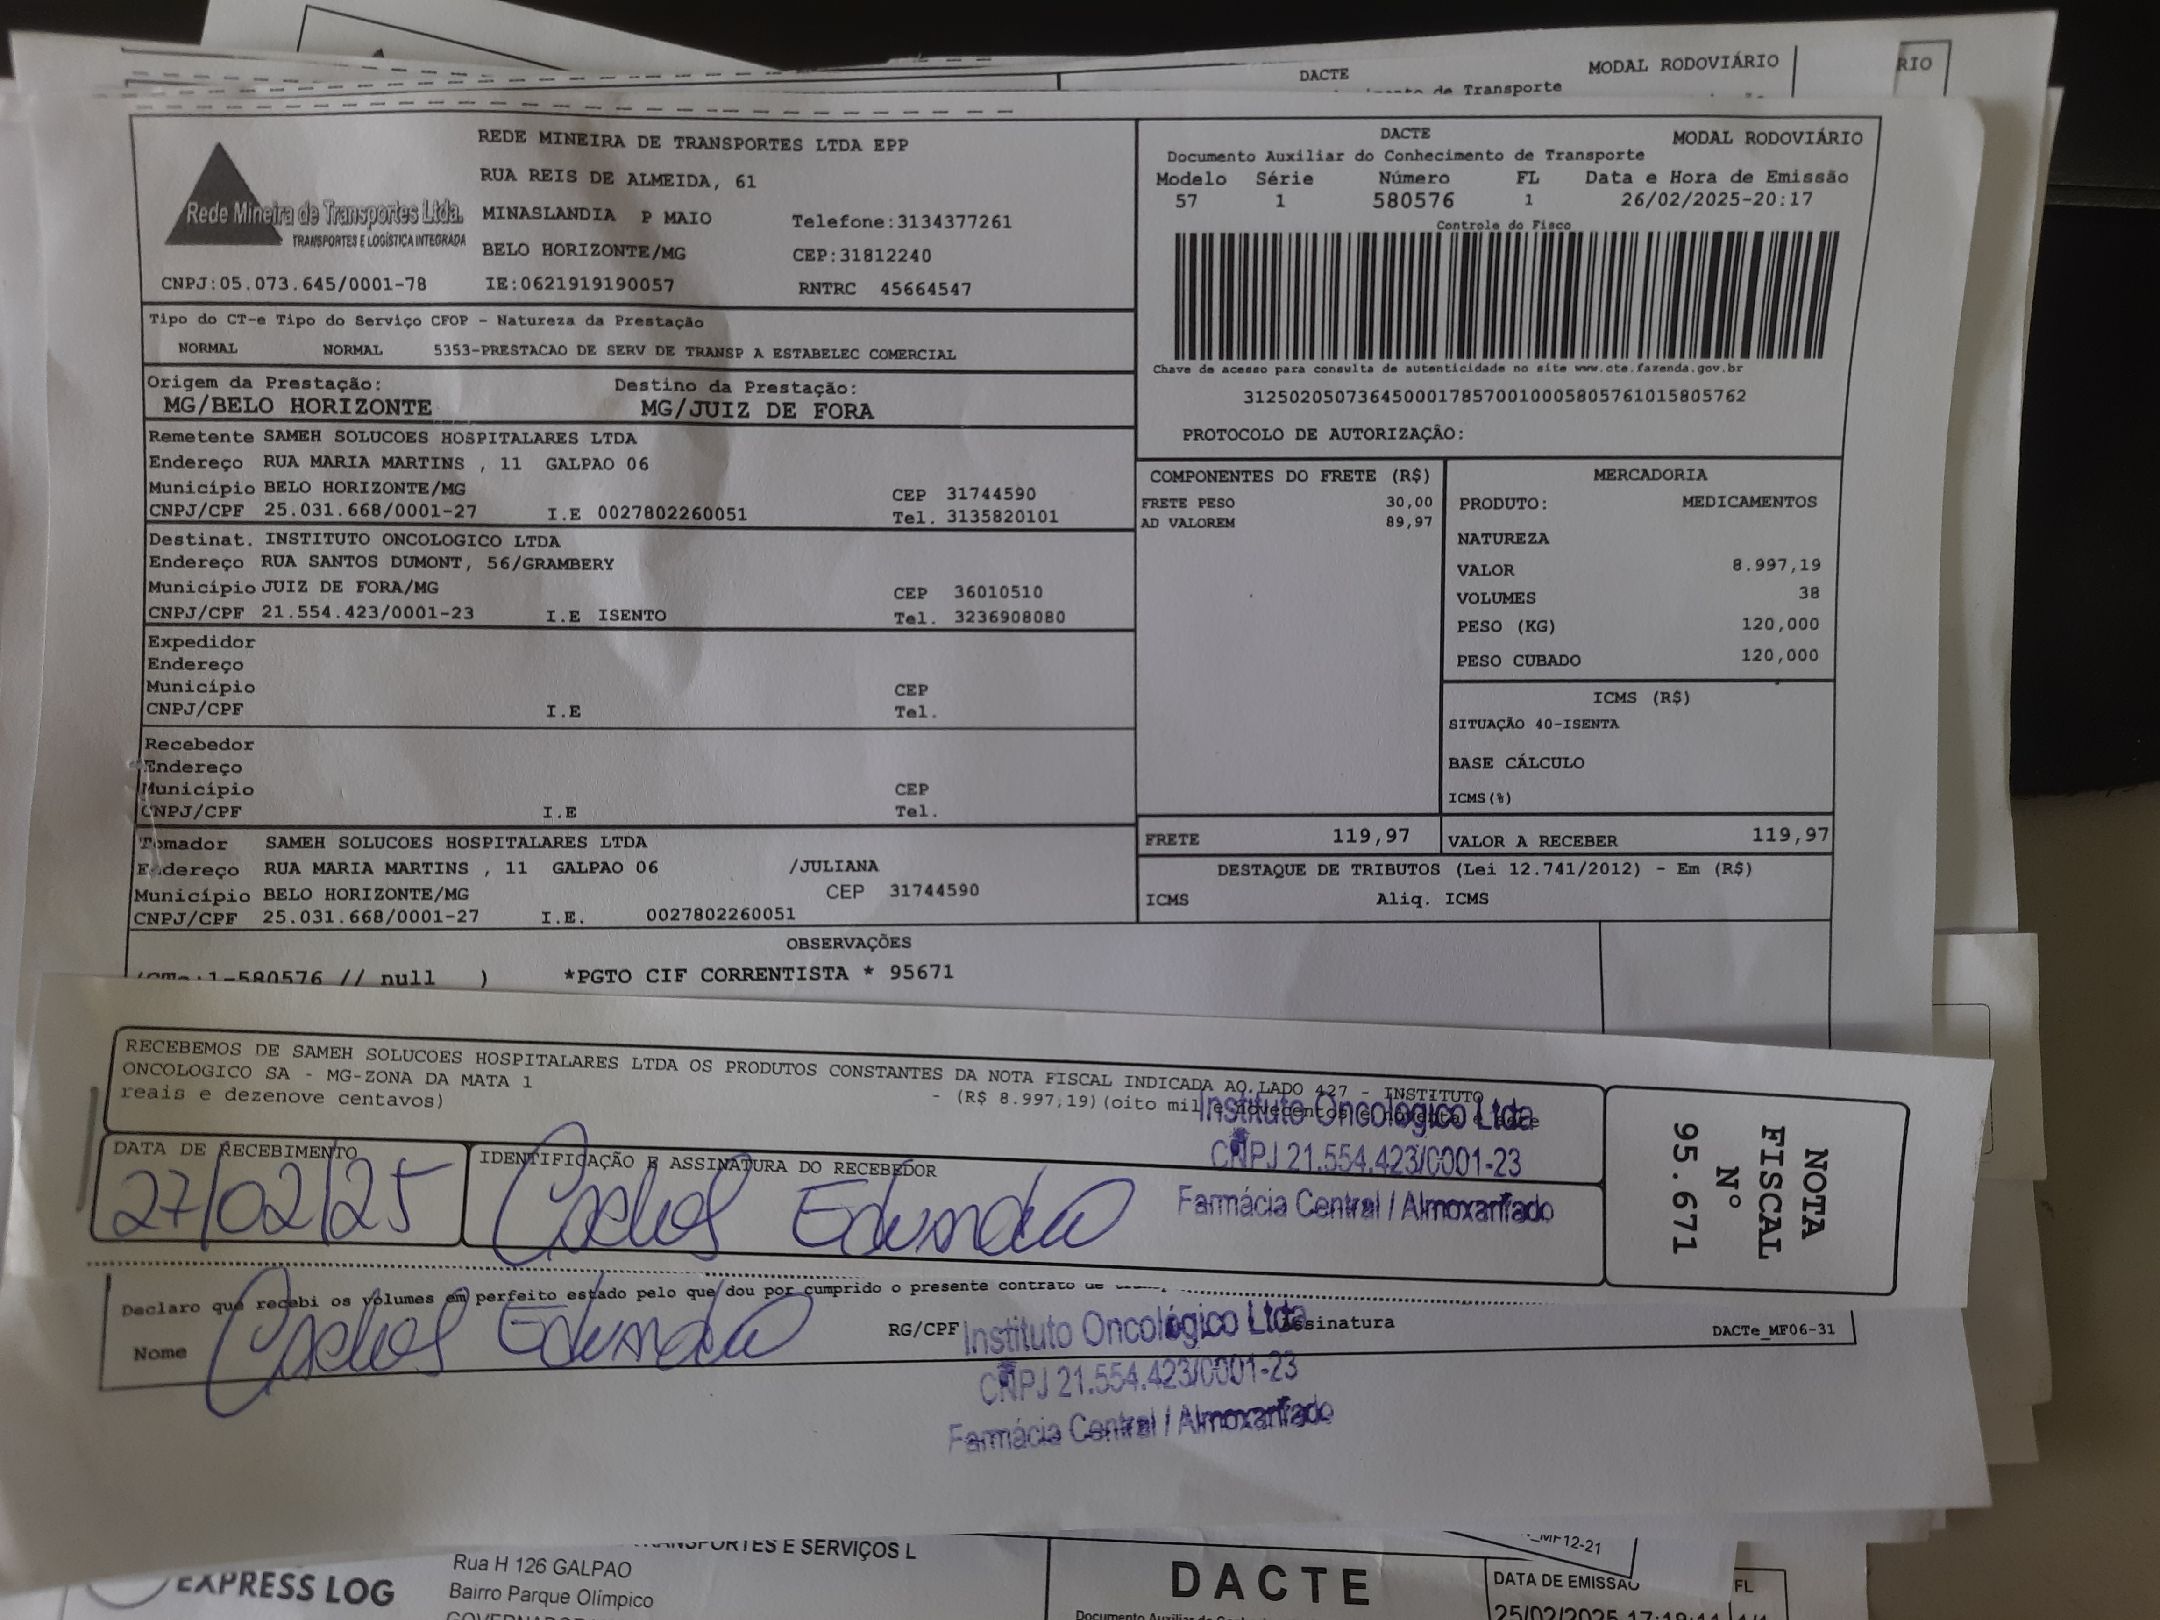 DACTE
MODAL RODOVIÁRIO
RIO
de Transporte
REDE MINEIRA DE TRANSPORTES LTDA EPP
RUA REIS DE ALMEIDA, 61
Rede Mineira de Transportes Ltda.
TRANSPORTES E LOGÍSTICA INTEGRADA
MINASLANDIA P MAIO Telefone:3134377261
BELO HORIZONTE/MG CEP:31812240
CNPJ:05.073.645/0001-78 IE:0621919190057 RNTRC 45664547
DACTE MODAL RODOVIÁRIO
Documento Auxiliar do Conhecimento de Transporte
Modelo Série Número FL Data e Hora de Emissão
57 1 580576 1 26/02/2025-20:17
Controle do Fisco
Chave de acesso para consulta de autenticidade no site www.cte.fazenda.gov.br
31250205073645000178570010005805761015805762
PROTOCOLO DE AUTORIZAÇÃO:
Tipo do CT-e Tipo do Serviço CFOP - Natureza da Prestação
NORMAL NORMAL 5353-PRESTACAO DE SERV DE TRANSP A ESTABELEC COMERCIAL
Origem da Prestação: Destino da Prestação:
MG/BELO HORIZONTE MG/JUIZ DE FORA
Remetente SAMEH SOLUCOES HOSPITALARES LTDA
Endereço RUA MARIA MARTINS , 11 GALPAO 06
Município BELO HORIZONTE/MG CEP 31744590
CNPJ/CPF 25.031.668/0001-27 I.E 0027802260051 Tel. 3135820101
Destinat. INSTITUTO ONCOLOGICO LTDA
Endereço RUA SANTOS DUMONT, 56/GRAMBERY
Município JUIZ DE FORA/MG CEP 36010510
CNPJ/CPF 21.554.423/0001-23 I.E ISENTO Tel. 3236908080
Expedidor
Endereço
Município CEP
CNPJ/CPF I.E Tel.
Recebedor
Endereço
Município CEP
CNPJ/CPF I.E Tel.
Tomador SAMEH SOLUCOES HOSPITALARES LTDA
Endereço RUA MARIA MARTINS , 11 GALPAO 06 /JULIANA
Município BELO HORIZONTE/MG CEP 31744590
CNPJ/CPF 25.031.668/0001-27 I.E. 0027802260051
COMPONENTES DO FRETE (R$)
FRETE PESO 30,00
AD VALOREM 89,97
MERCADORIA
PRODUTO: MEDICAMENTOS
NATUREZA
VALOR 8.997,19
VOLUMES 38
PESO (KG) 120,000
PESO CUBADO 120,000
ICMS (R$)
SITUAÇÃO 40-ISENTA
BASE CÁLCULO
ICMS(%)
FRETE 119,97 VALOR A RECEBER 119,97
DESTAQUE DE TRIBUTOS (Lei 12.741/2012) - Em (R$)
ICMS Aliq. ICMS
OBSERVAÇÕES
(CTe:1-580576 // null ) *PGTO CIF CORRENTISTA * 95671
RECEBEMOS DE SAMEH SOLUCOES HOSPITALARES LTDA OS PRODUTOS CONSTANTES DA NOTA FISCAL INDICADA AO LADO 427 - INSTITUTO
ONCOLOGICO SA - MG-ZONA DA MATA 1 - (R$ 8.997,19)(oito mil e novecentos e noventa e sete
reais e dezenove centavos)
Instituto Oncológico Ltda
CNPJ 21.554.423/0001-23
Farmácia Central / Almoxarifado
DATA DE RECEBIMENTO
27/02/25
IDENTIFICAÇÃO E ASSINATURA DO RECEBEDOR
Carlos Eduardo
NOTA
FISCAL
Nº
95.671
Declaro que recebi os volumes em perfeito estado pelo que dou por cumprido o presente contrato de
Nome Carlos Eduardo RG/CPF Assinatura
DACTe_MF06-31
Instituto Oncológico Ltda
CNPJ 21.554.423/0001-23
Farmácia Central / Almoxarifado
_MF12-21
EXPRESS LOG
TRANSPORTES E SERVIÇOS L
Rua H 126 GALPAO
Bairro Parque Olímpico
DACTE
DATA DE EMISSÃO FL
25/02/2025